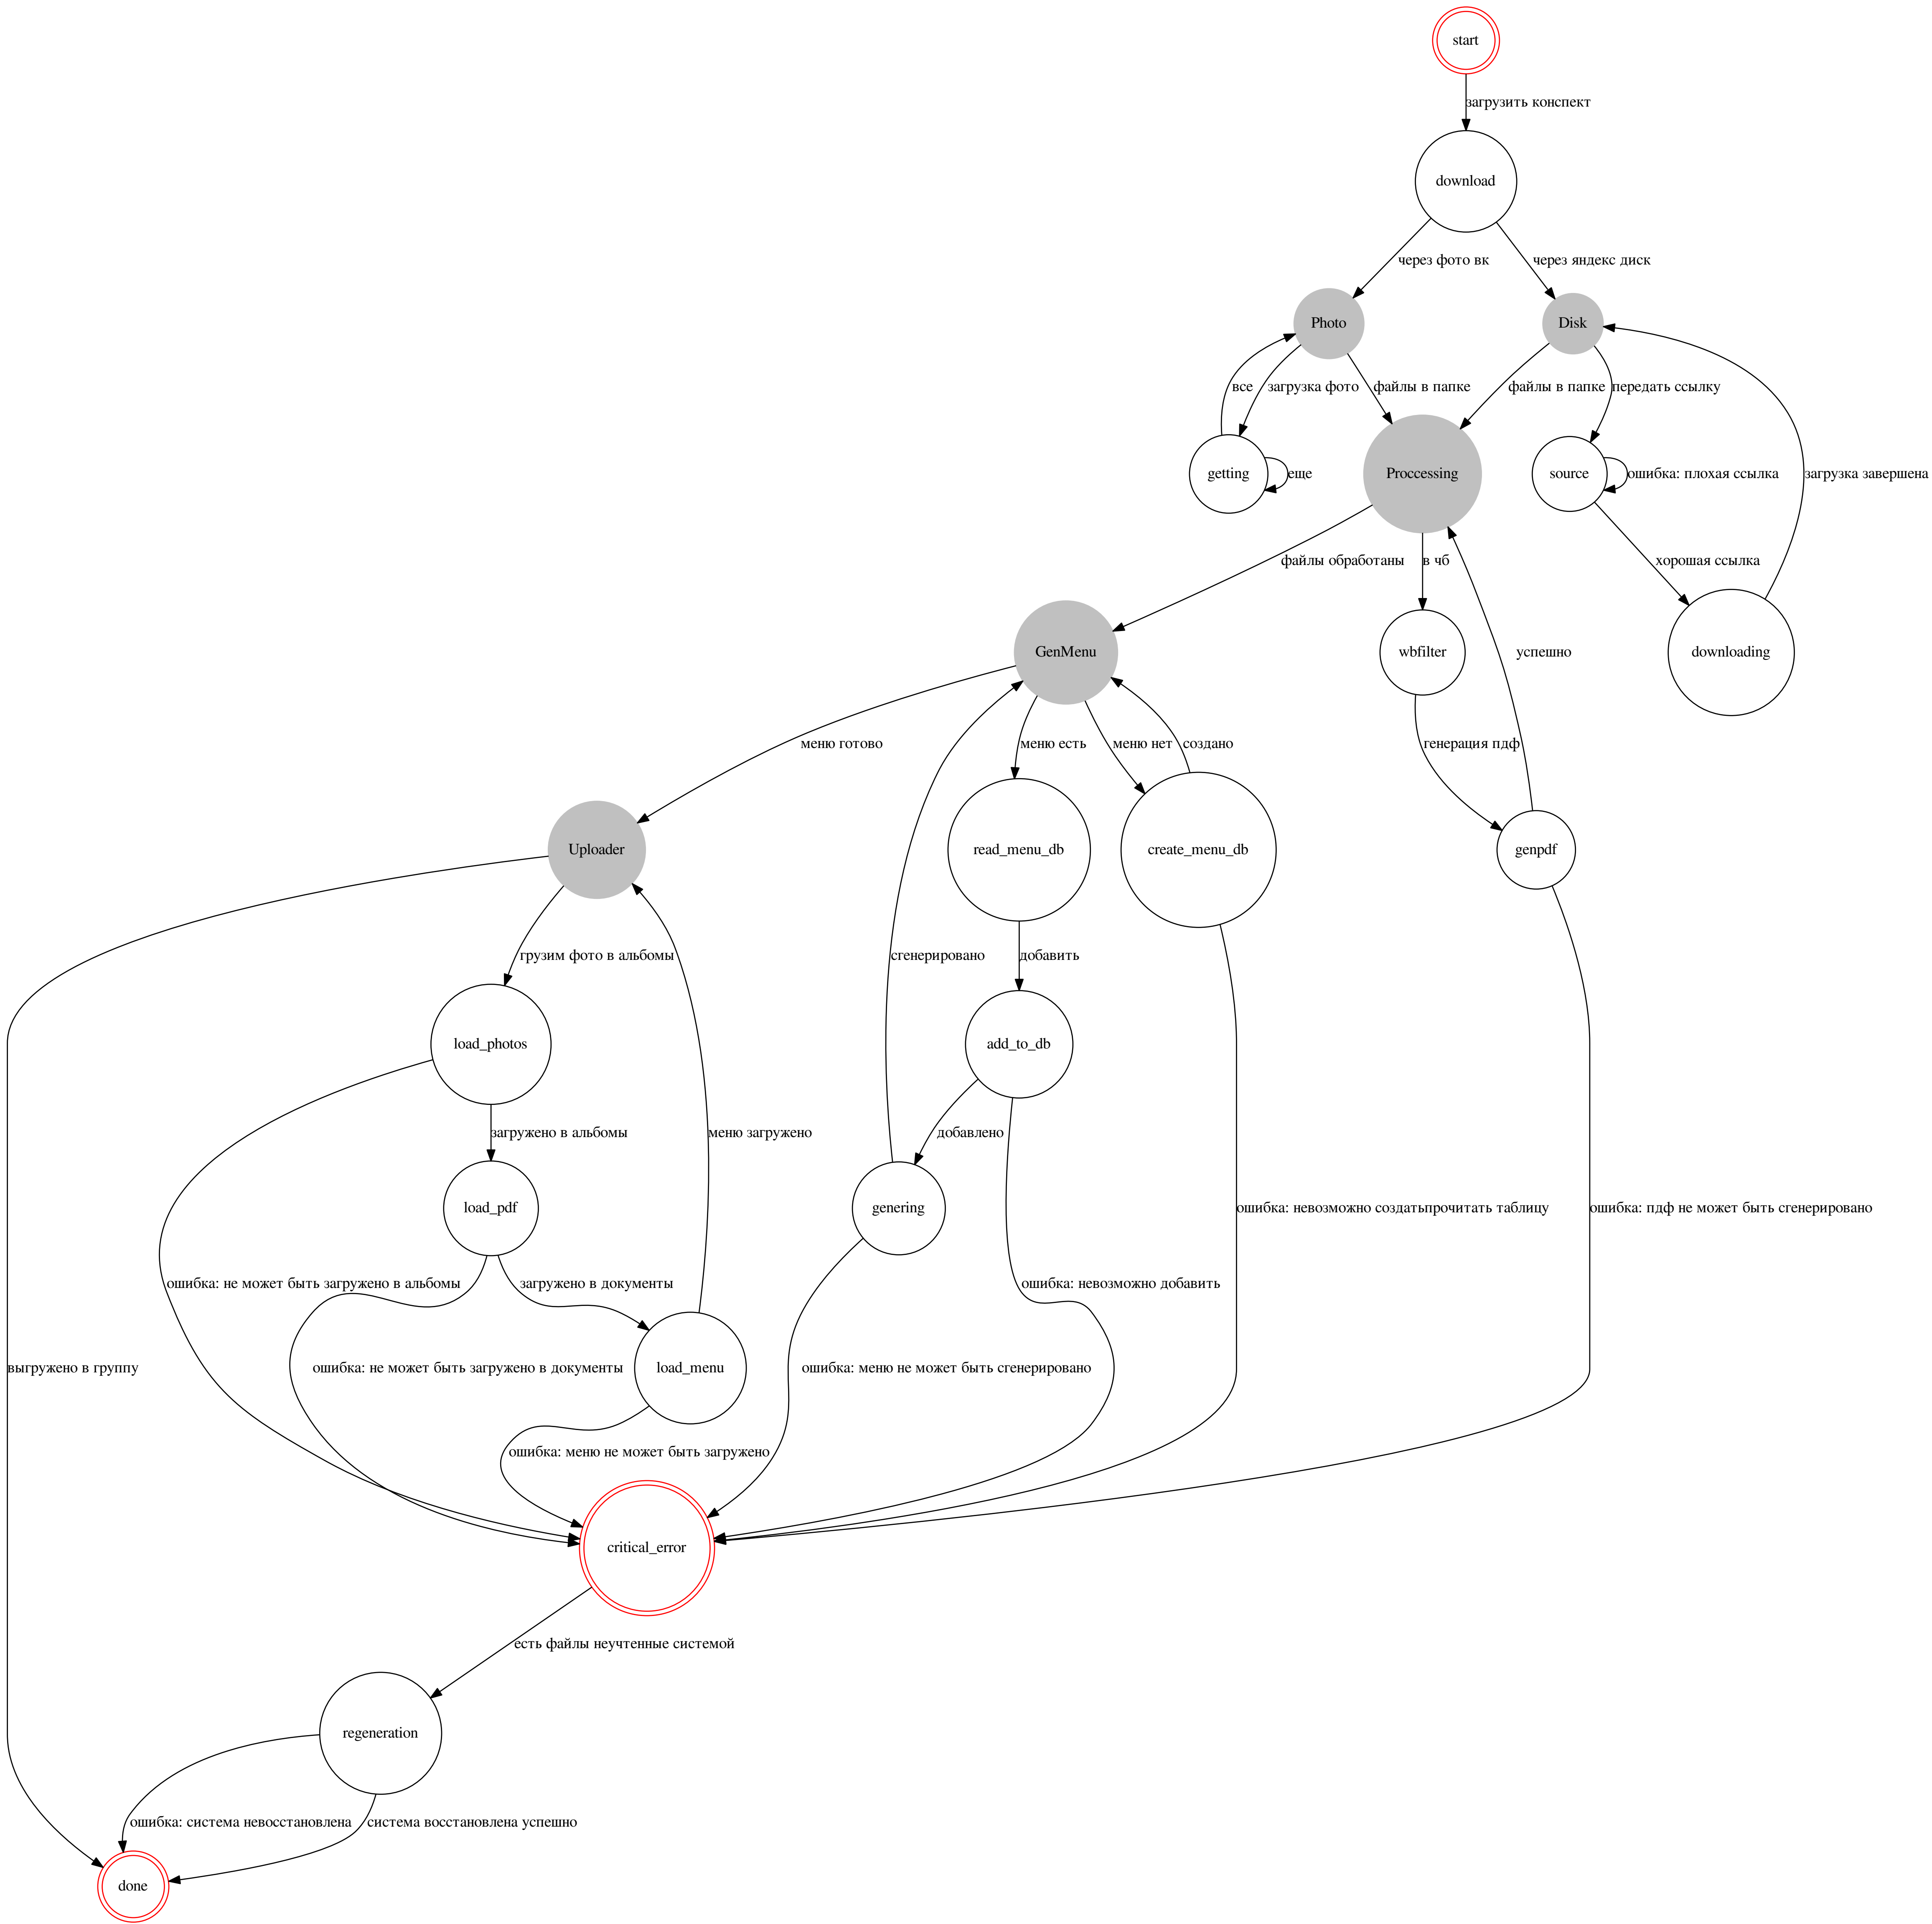 start
загрузить конспект
download
через фото вк
через яндекс диск
Photo
Disk
все
загрузка фото
файлы в папке
файлы в папке
передать ссылку
getting
еще
Proccessing
source
ошибка: плохая ссылка
загрузка завершена
файлы обработаны
в чб
хорошая ссылка
GenMenu
wbfilter
успешно
downloading
меню готово
меню есть
меню нет
создано
генерация пдф
Uploader
read_menu_db
create_menu_db
genpdf
грузим фото в альбомы
сгенерировано
добавить
load_photos
add_to_db
загружено в альбомы
меню загружено
добавлено
load_pdf
genering
ошибка: невозможно создатьпрочитать таблицу
ошибка: пдф не может быть сгенерировано
ошибка: не может быть загружено в альбомы
загружено в документы
ошибка: невозможно добавить
выгружено в группу
ошибка: не может быть загружено в документы
load_menu
ошибка: меню не может быть сгенерировано
ошибка: меню не может быть загружено
critical_error
есть файлы неучтенные системой
regeneration
ошибка: система невосстановлена
система восстановлена успешно
done